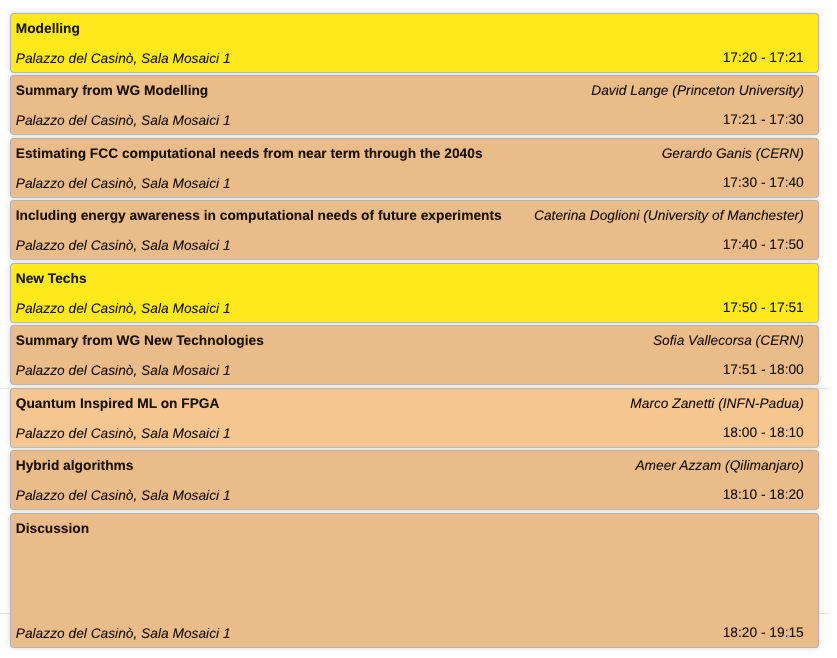 Modelling
Palazzo del Casinò, Sala Mosaici 1 17:20 - 17:21
Summary from WG Modelling David Lange (Princeton University)
Palazzo del Casinò, Sala Mosaici 1 17:21 - 17:30
Estimating FCC computational needs from near term through the 2040s Gerardo Ganis (CERN)
Palazzo del Casinò, Sala Mosaici 1 17:30 - 17:40
Including energy awareness in computational needs of future experiments Caterina Doglioni (University of Manchester)
Palazzo del Casinò, Sala Mosaici 1 17:40 - 17:50
New Techs
Palazzo del Casinò, Sala Mosaici 1 17:50 - 17:51
Summary from WG New Technologies Sofia Vallecorsa (CERN)
Palazzo del Casinò, Sala Mosaici 1 17:51 - 18:00
Quantum Inspired ML on FPGA Marco Zanetti (INFN-Padua)
Palazzo del Casinò, Sala Mosaici 1 18:00 - 18:10
Hybrid algorithms Ameer Azzam (Qilimanjaro)
Palazzo del Casinò, Sala Mosaici 1 18:10 - 18:20
Discussion
Palazzo del Casinò, Sala Mosaici 1 18:20 - 19:15